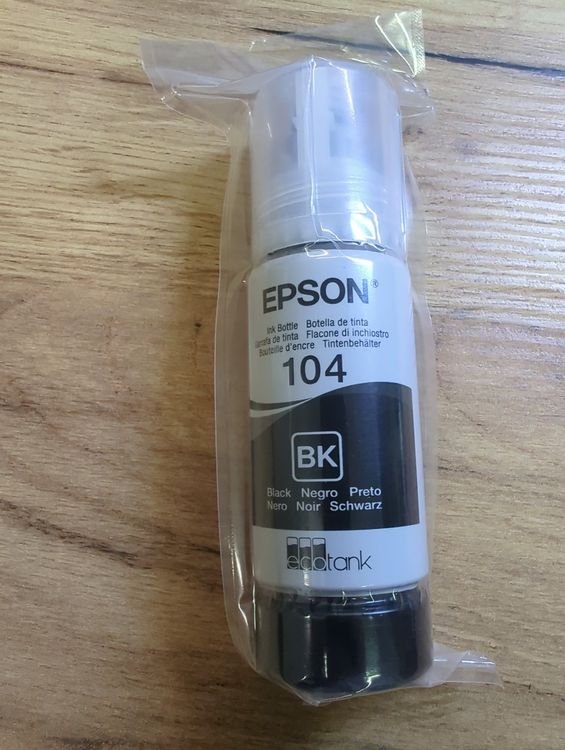 EPSON®
Ink Bottle Botella de tinta
Garrafa de tinta Flacone di inchiostro
Bouteille d'encre Tintenbehälter
104
BK
Black Negro Preto
Nero Noir Schwarz
ecotank